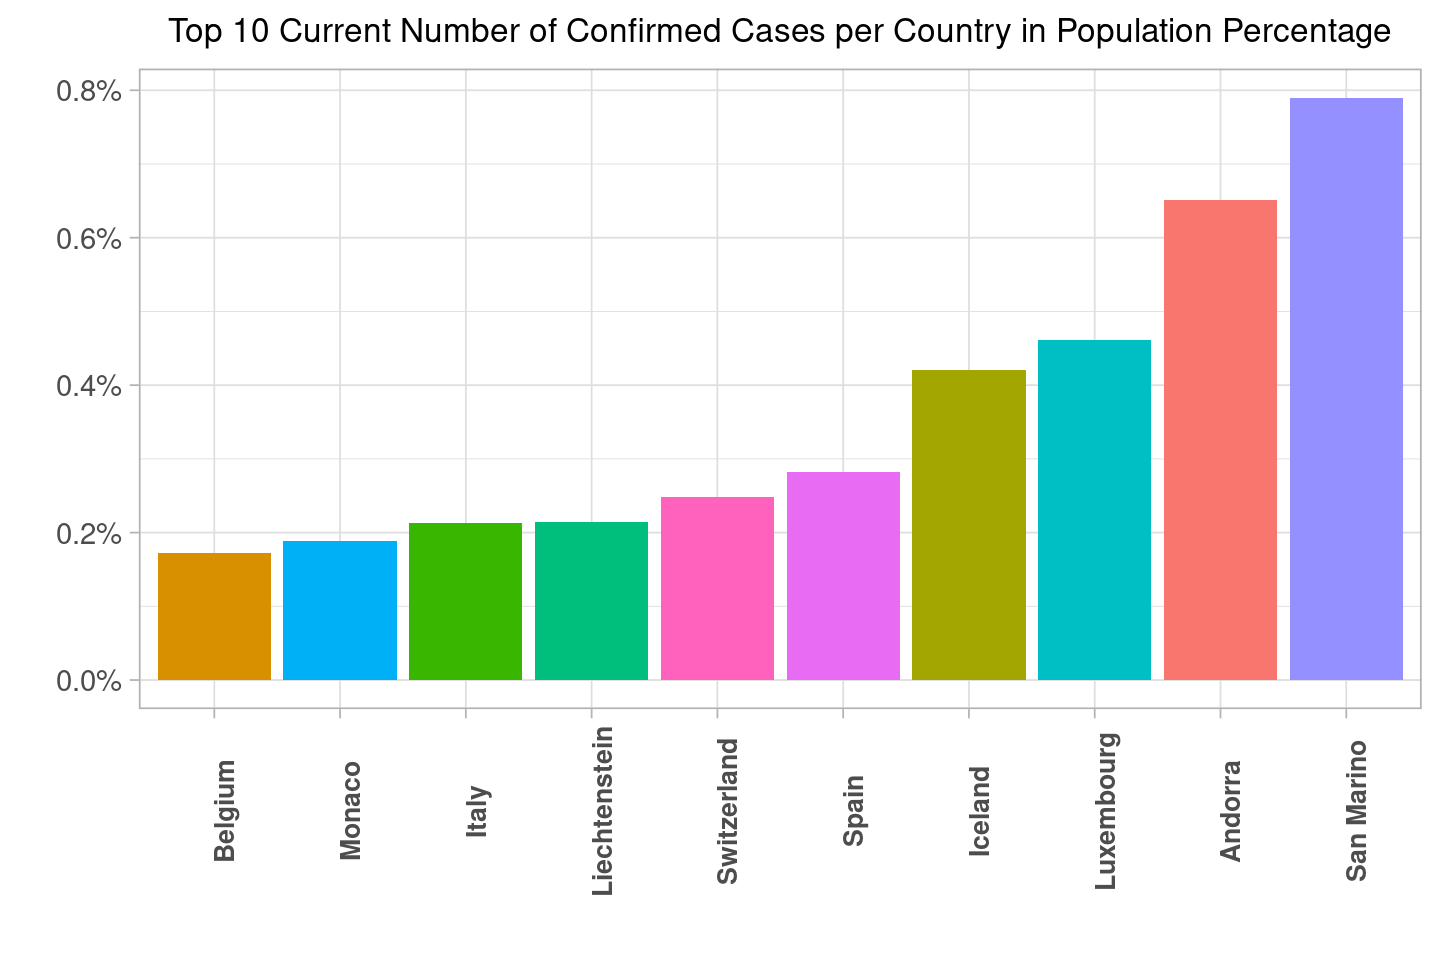 Top 10 Current Number of Confirmed Cases per Country in Population Percentage
0.8%
0.6%
0.4%
0.2%
0.0%
Belgium
Monaco
Italy
Liechtenstein
Switzerland
Spain
Iceland
Luxembourg
Andorra
San Marino